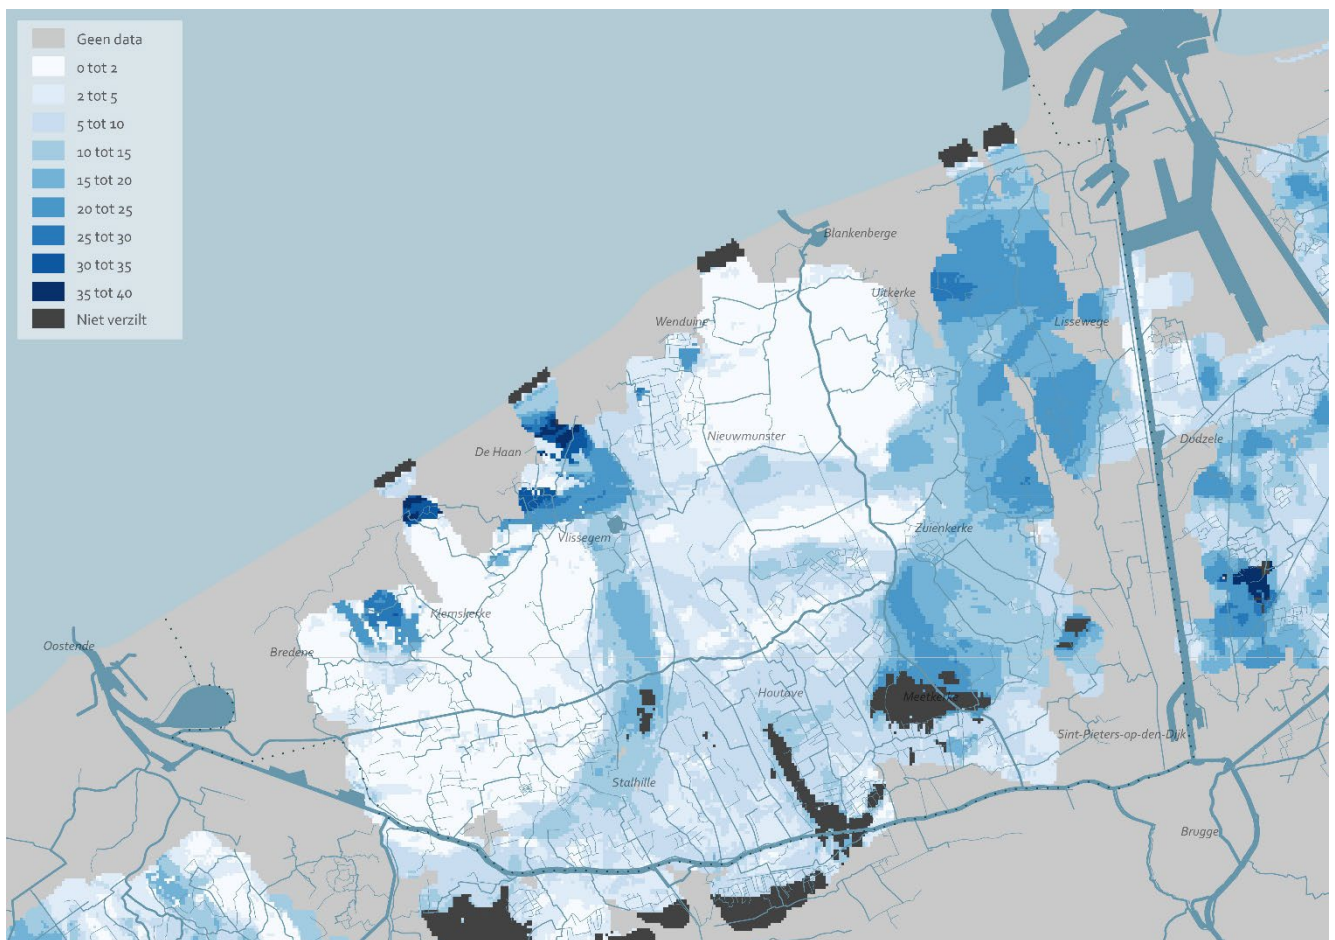 Geen data
0 tot 2
2 tot 5
5 tot 10
10 tot 15
15 tot 20
20 tot 25
25 tot 30
30 tot 35
35 tot 40
Niet verzilt
Blankenberge
Uitkerke
Wenduine
Lissewege
Nieuwmunster
Dudzele
De Haan
Zuienkerke
Vlissegem
Klemskerke
Oostende
Bredene
Houtave
Meetkerke
Sint-Pieters-op-den-Dijk
Stalhille
Brugge